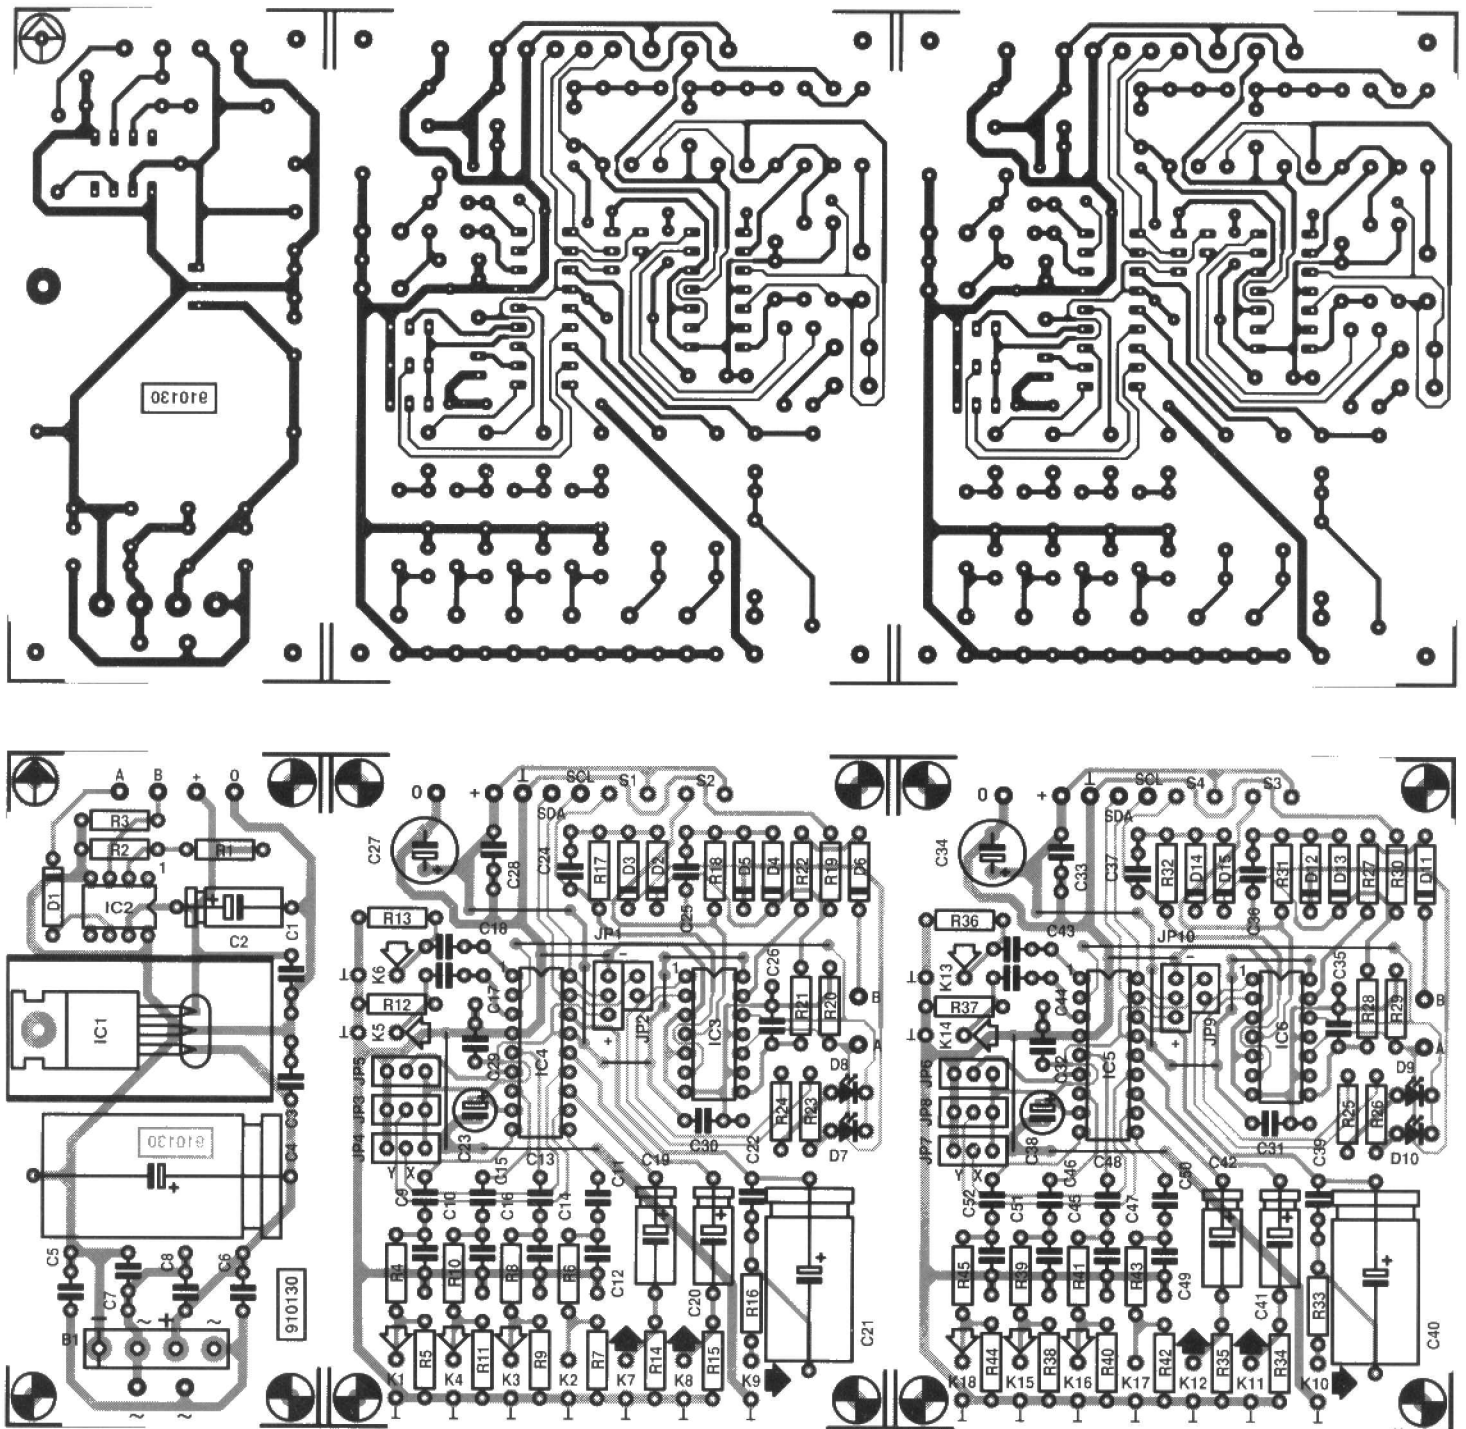 910130
A B + 0
R3
R2
R1
1
D1
IC2
C2
C1
IC1
C3
C4
910130
C5
C7
C8
C6
910130
B1
− ~ + ~
~ ~
0 + ⊥ SCL S1 S2
SDA
C27
C28
C24
R17
D3
D2
C25
R18
D5
D4
R22
R19
D6
R13
C18
JP1
⊥
K6
C17
1
−
1
C26
R12
R21
R20
B
⊥
K5
C29
IC4
+
JP2
IC3
A
JP5
JP3
JP4
D8
R24
R23
C23
C30
C22
D7
Y X
C15
C13
C11
C19
C9
C10
C16
C14
R4
R10
R8
R6
C12
C20
R16
C21
R5
R11
R9
R7
R14
R15
K1 K4 K3 K2 K7 K8 K9
⊥ ⊥ ⊥ ⊥ ⊥
0 + ⊥ SCL S4 S3
SDA
C34
C33
C37
R32
D14
D15
C36
R31
D12
D13
R27
R30
D11
R36
C43
JP10
⊥
K13
C44
1
−
1
C35
R37
R28
R29
B
⊥
K14
C32
IC5
+
JP9
IC6
A
JP6
JP8
JP7
D9
R25
R26
C38
C31
C39
D10
Y X
C46
C48
C50
C42
C52
C51
C45
C47
R45
R39
R41
R43
C49
C41
R33
C40
R44
R38
R40
R42
R35
R34
K18 K15 K16 K17 K12 K11 K10
⊥ ⊥ ⊥ ⊥ ⊥